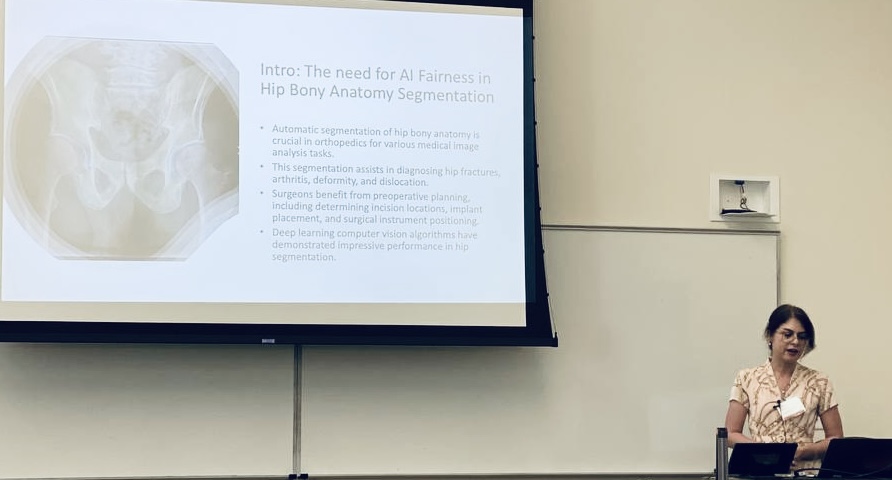 Intro: The need for AI Fairness in
Hip Bony Anatomy Segmentation
• Automatic segmentation of hip bony anatomy is
crucial in orthopedics for various medical image
analysis tasks.
• This segmentation assists in diagnosing hip fractures,
arthritis, deformity, and dislocation.
• Surgeons benefit from preoperative planning,
including determining incision locations, implant
placement, and surgical instrument positioning.
• Deep learning computer vision algorithms have
demonstrated impressive performance in hip
segmentation.